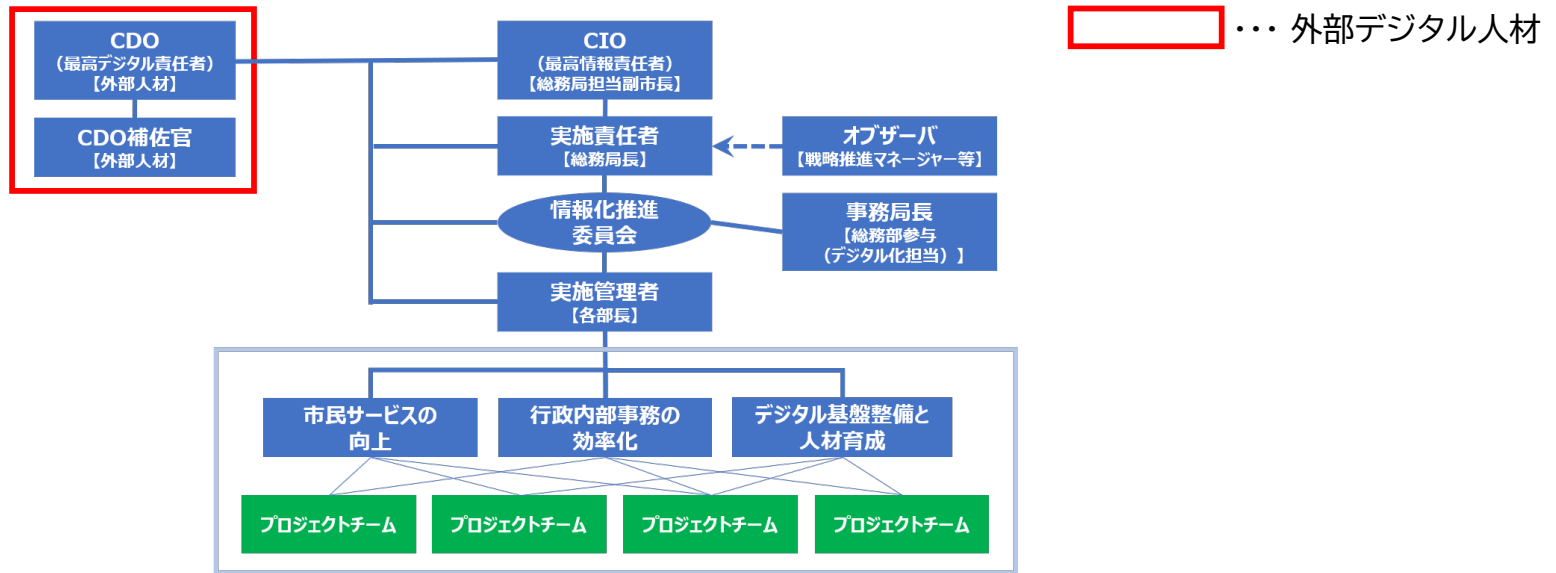 CDO
（最高デジタル責任者）
【外部人材】
CDO補佐官
【外部人材】
CIO
（最高情報責任者）
【総務局担当副市長】
・・・ 外部デジタル人材
実施責任者
【総務局長】
オブザーバ
【戦略推進マネージャー等】
情報化推進
委員会
事務局長
【総務部参与
（デジタル化担当）】
実施管理者
【各部長】
市民サービスの
向上
行政内部事務の
効率化
デジタル基盤整備と
人材育成
プロジェクトチーム
プロジェクトチーム
プロジェクトチーム
プロジェクトチーム